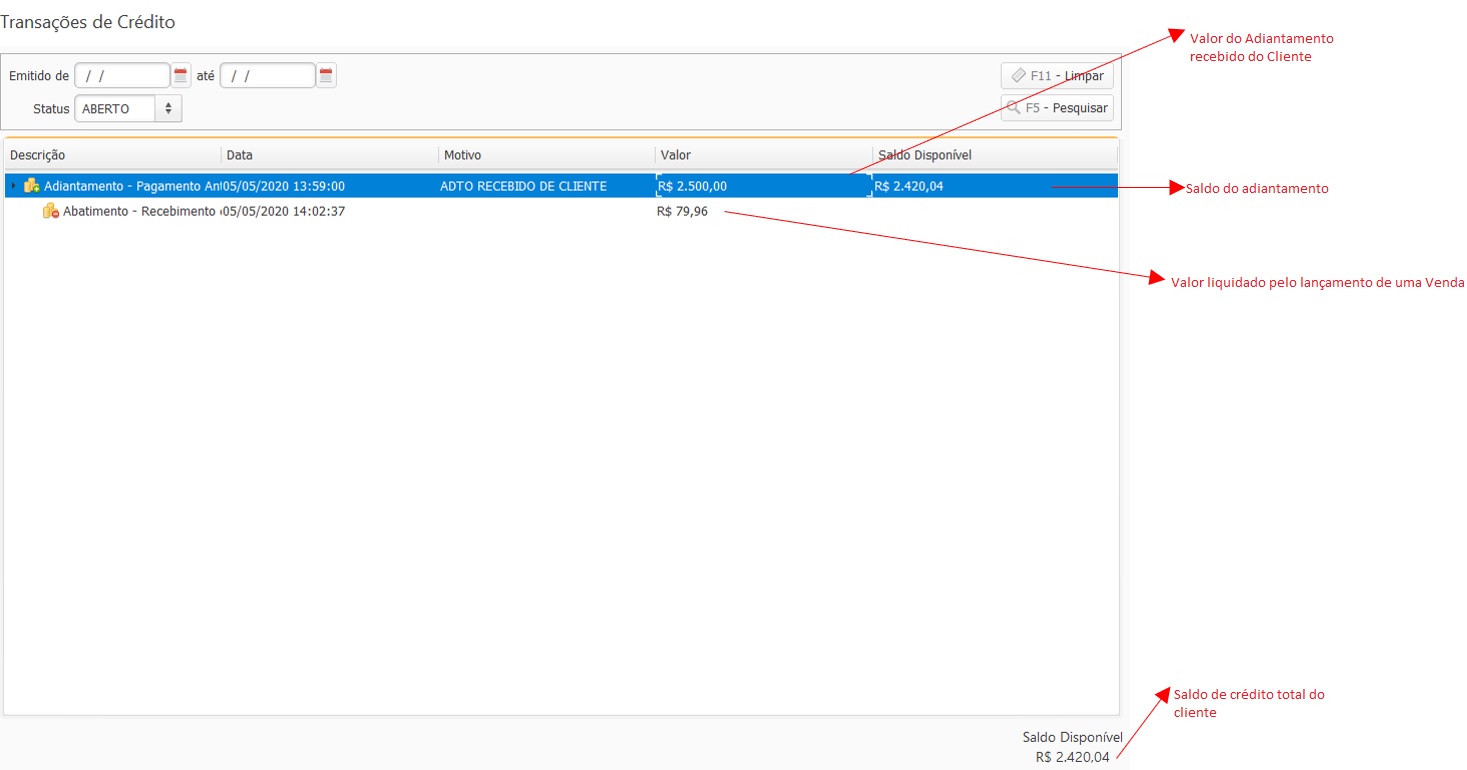 Transações de Crédito
Valor do Adiantamento
recebido do Cliente
Emitido de / / até / / F11 - Limpar
Status ABERTO F5 - Pesquisar
Descrição Data Motivo Valor Saldo Disponível
Adiantamento - Pagamento Ant 05/05/2020 13:59:00 ADTO RECEBIDO DE CLIENTE R$ 2.500,00 R$ 2.420,04 Saldo do adiantamento
Abatimento - Recebimento 05/05/2020 14:02:37 R$ 79,96
Valor liquidado pelo lançamento de uma Venda
Saldo de crédito total do
cliente
Saldo Disponível
R$ 2.420,04